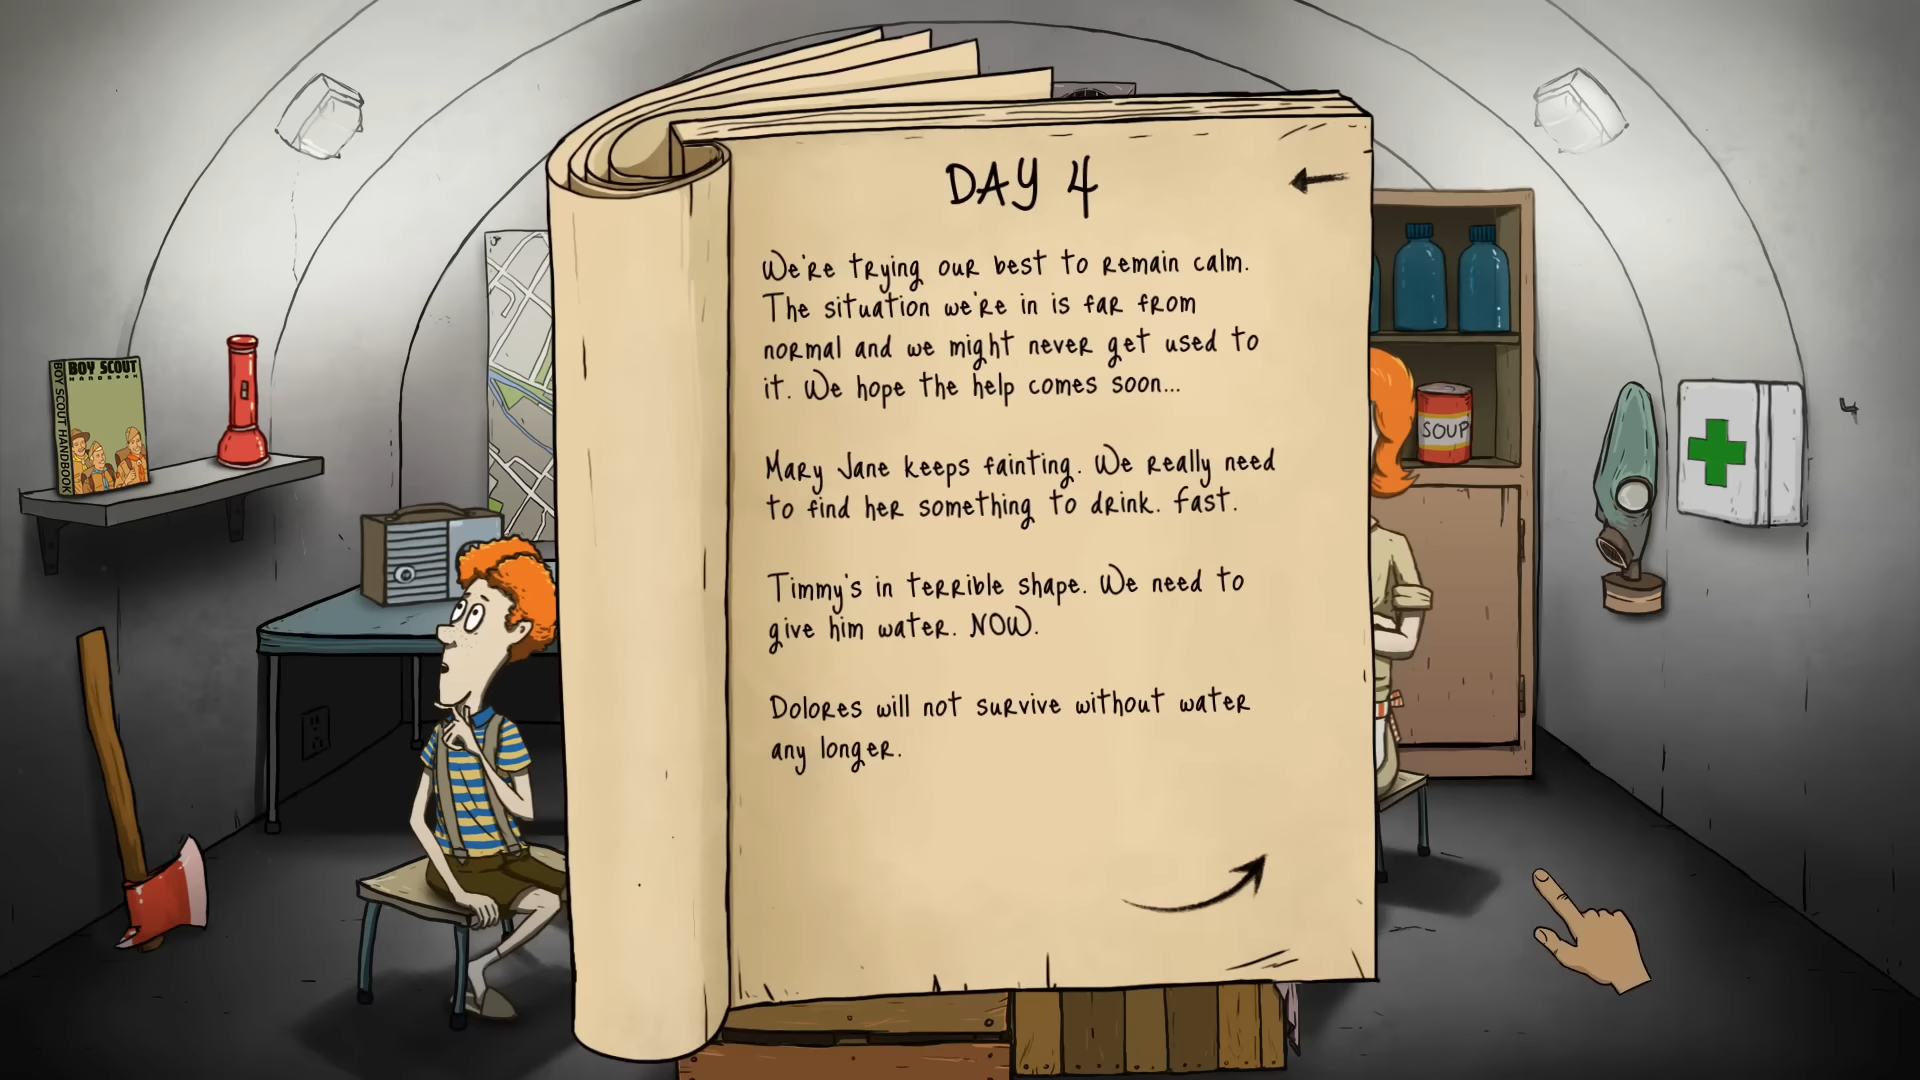 DAY 4
We're trying our best to remain calm.
The situation we're in is far from
normal and we might never get used to
it. We hope the help comes soon...
Mary Jane keeps fainting. We really need
to find her something to drink. Fast.
Timmy's in terrible shape. We need to
give him water. NOW.
Dolores will not survive without water
any longer.
BOY SCOUT
HANDBOOK
BOY SCOUT HANDBOOK
SOUP